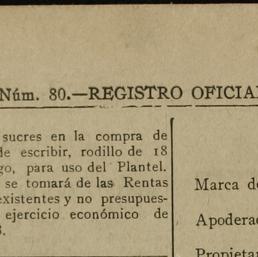 Núm. 80.—REGISTRO OFICIAL
sucres en la compra de
de escribir, rodillo de 18
go, para uso del Plantel.
se tomará de las Rentas
existentes y no presupues-
ejercicio económico de
Marca de
Apoderad
Propietar